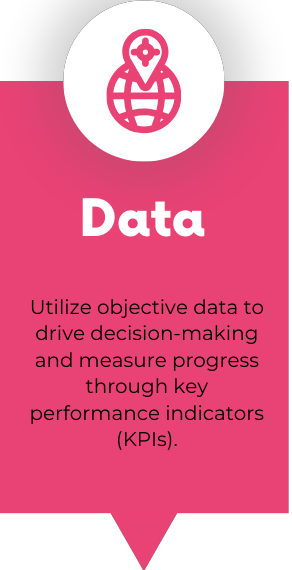 Data
Utilize objective data to
drive decision-making
and measure progress
through key
performance indicators
(KPIs).